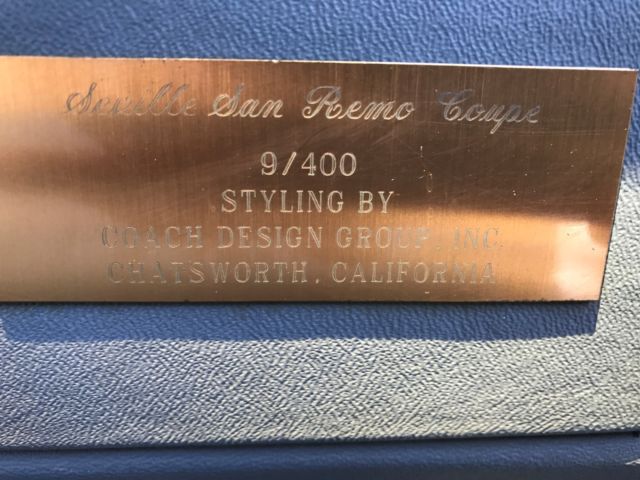 Seville San Remo Coupe
9/400
STYLING BY
COACH DESIGN GROUP, INC.
CHATSWORTH, CALIFORNIA